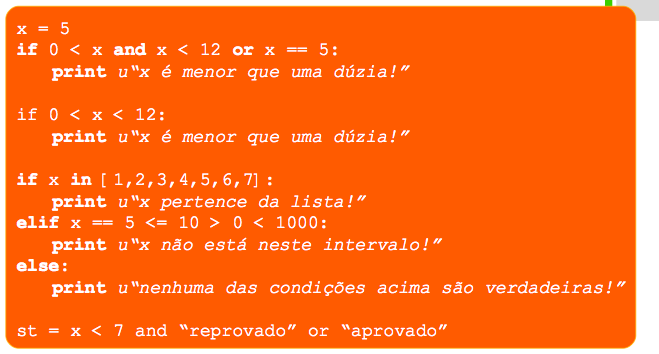 x = 5
if 0 < x and x < 12 or x == 5:
print u“x é menor que uma dúzia!”
if 0 < x < 12:
print u“x é menor que uma dúzia!”
if x in [1,2,3,4,5,6,7]:
print u“x pertence da lista!”
elif x == 5 <= 10 > 0 < 1000:
print u“x não está neste intervalo!”
else:
print u“nenhuma das condições acima são verdadeiras!”
st = x < 7 and “reprovado” or “aprovado”